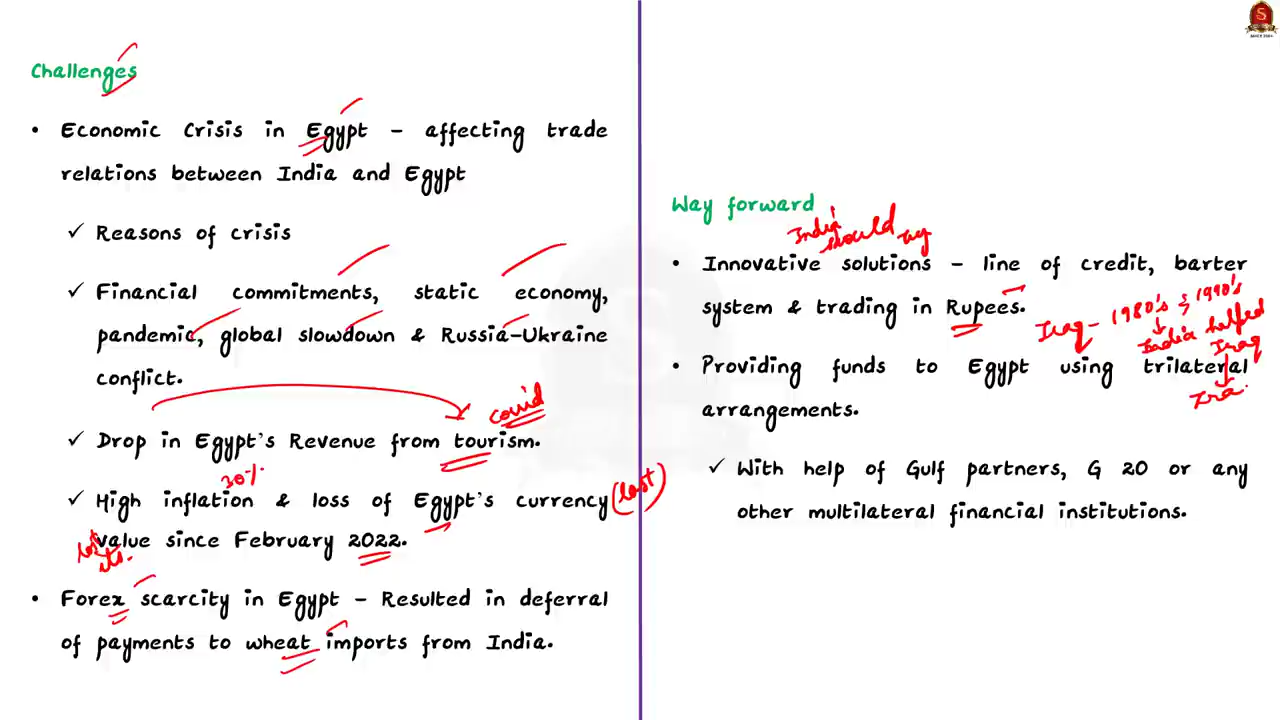 Challenges
• Economic Crisis in Egypt – affecting trade
relations between India and Egypt
✓ Reasons of crisis
✓ Financial commitments, static economy,
pandemic, global slowdown & Russia-Ukraine
conflict.
covid
✓ Drop in Egypt's Revenue from tourism.
30%
✓ High inflation & loss of Egypt's currency
(lost)
value since February 2022.
lost its
• Forex scarcity in Egypt – Resulted in deferral
of payments to wheat imports from India.
Way forward
India should
• Innovative solutions – line of credit, barter
system & trading in Rupees.
Iraq – 1980's & 1990's
India helped
Iraq
• Providing funds to Egypt using trilateral
arrangements.
✓ With help of Gulf partners, G 20 or any
other multilateral financial institutions.
S